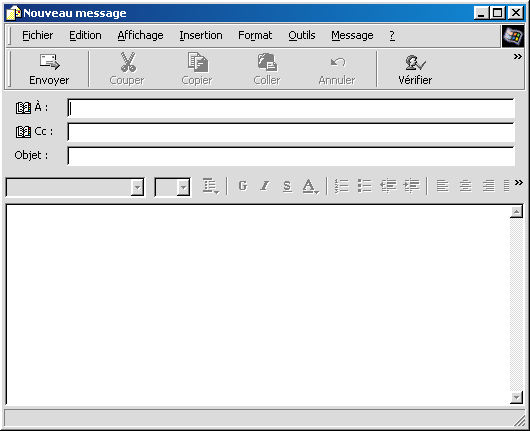 Nouveau message
Fichier Edition Affichage Insertion Format Outils Message ?
Envoyer Couper Copier Coller Annuler Vérifier »
À :
Cc :
Objet :
G I S A »